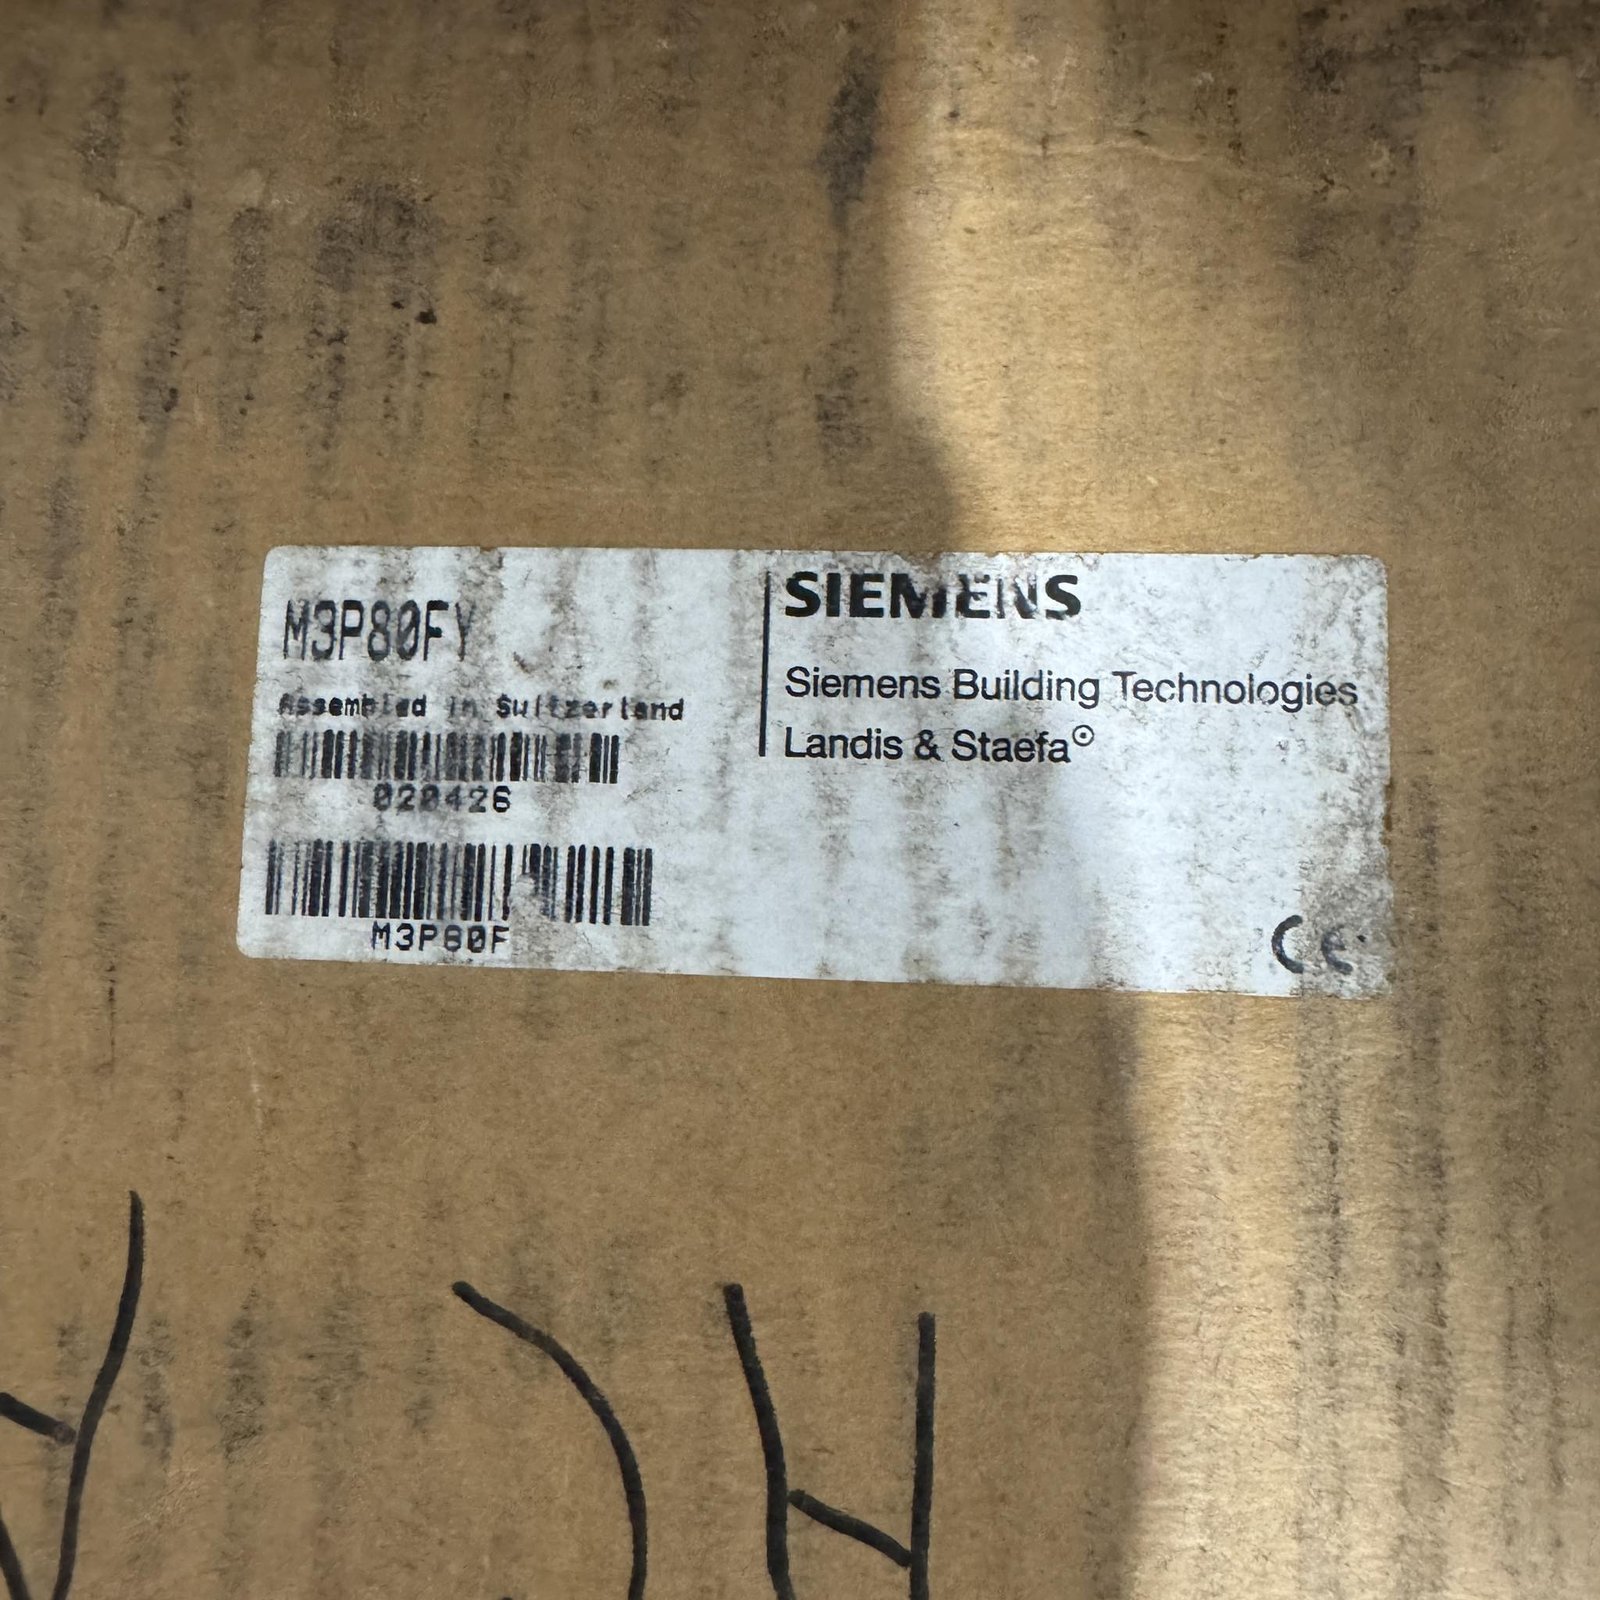 M3P80FY
Assembled in Switzerland
020426
M3P80F
SIEMENS
Siemens Building Technologies
Landis & Staefa
CE